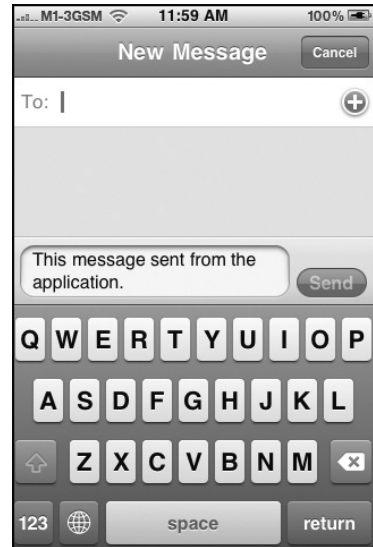 M1-3GSM 11:59 AM 100%
New Message Cancel
To:
This message sent from the
application.
Send
Q W E R T Y U I O P
A S D F G H J K L
Z X C V B N M
123 space return